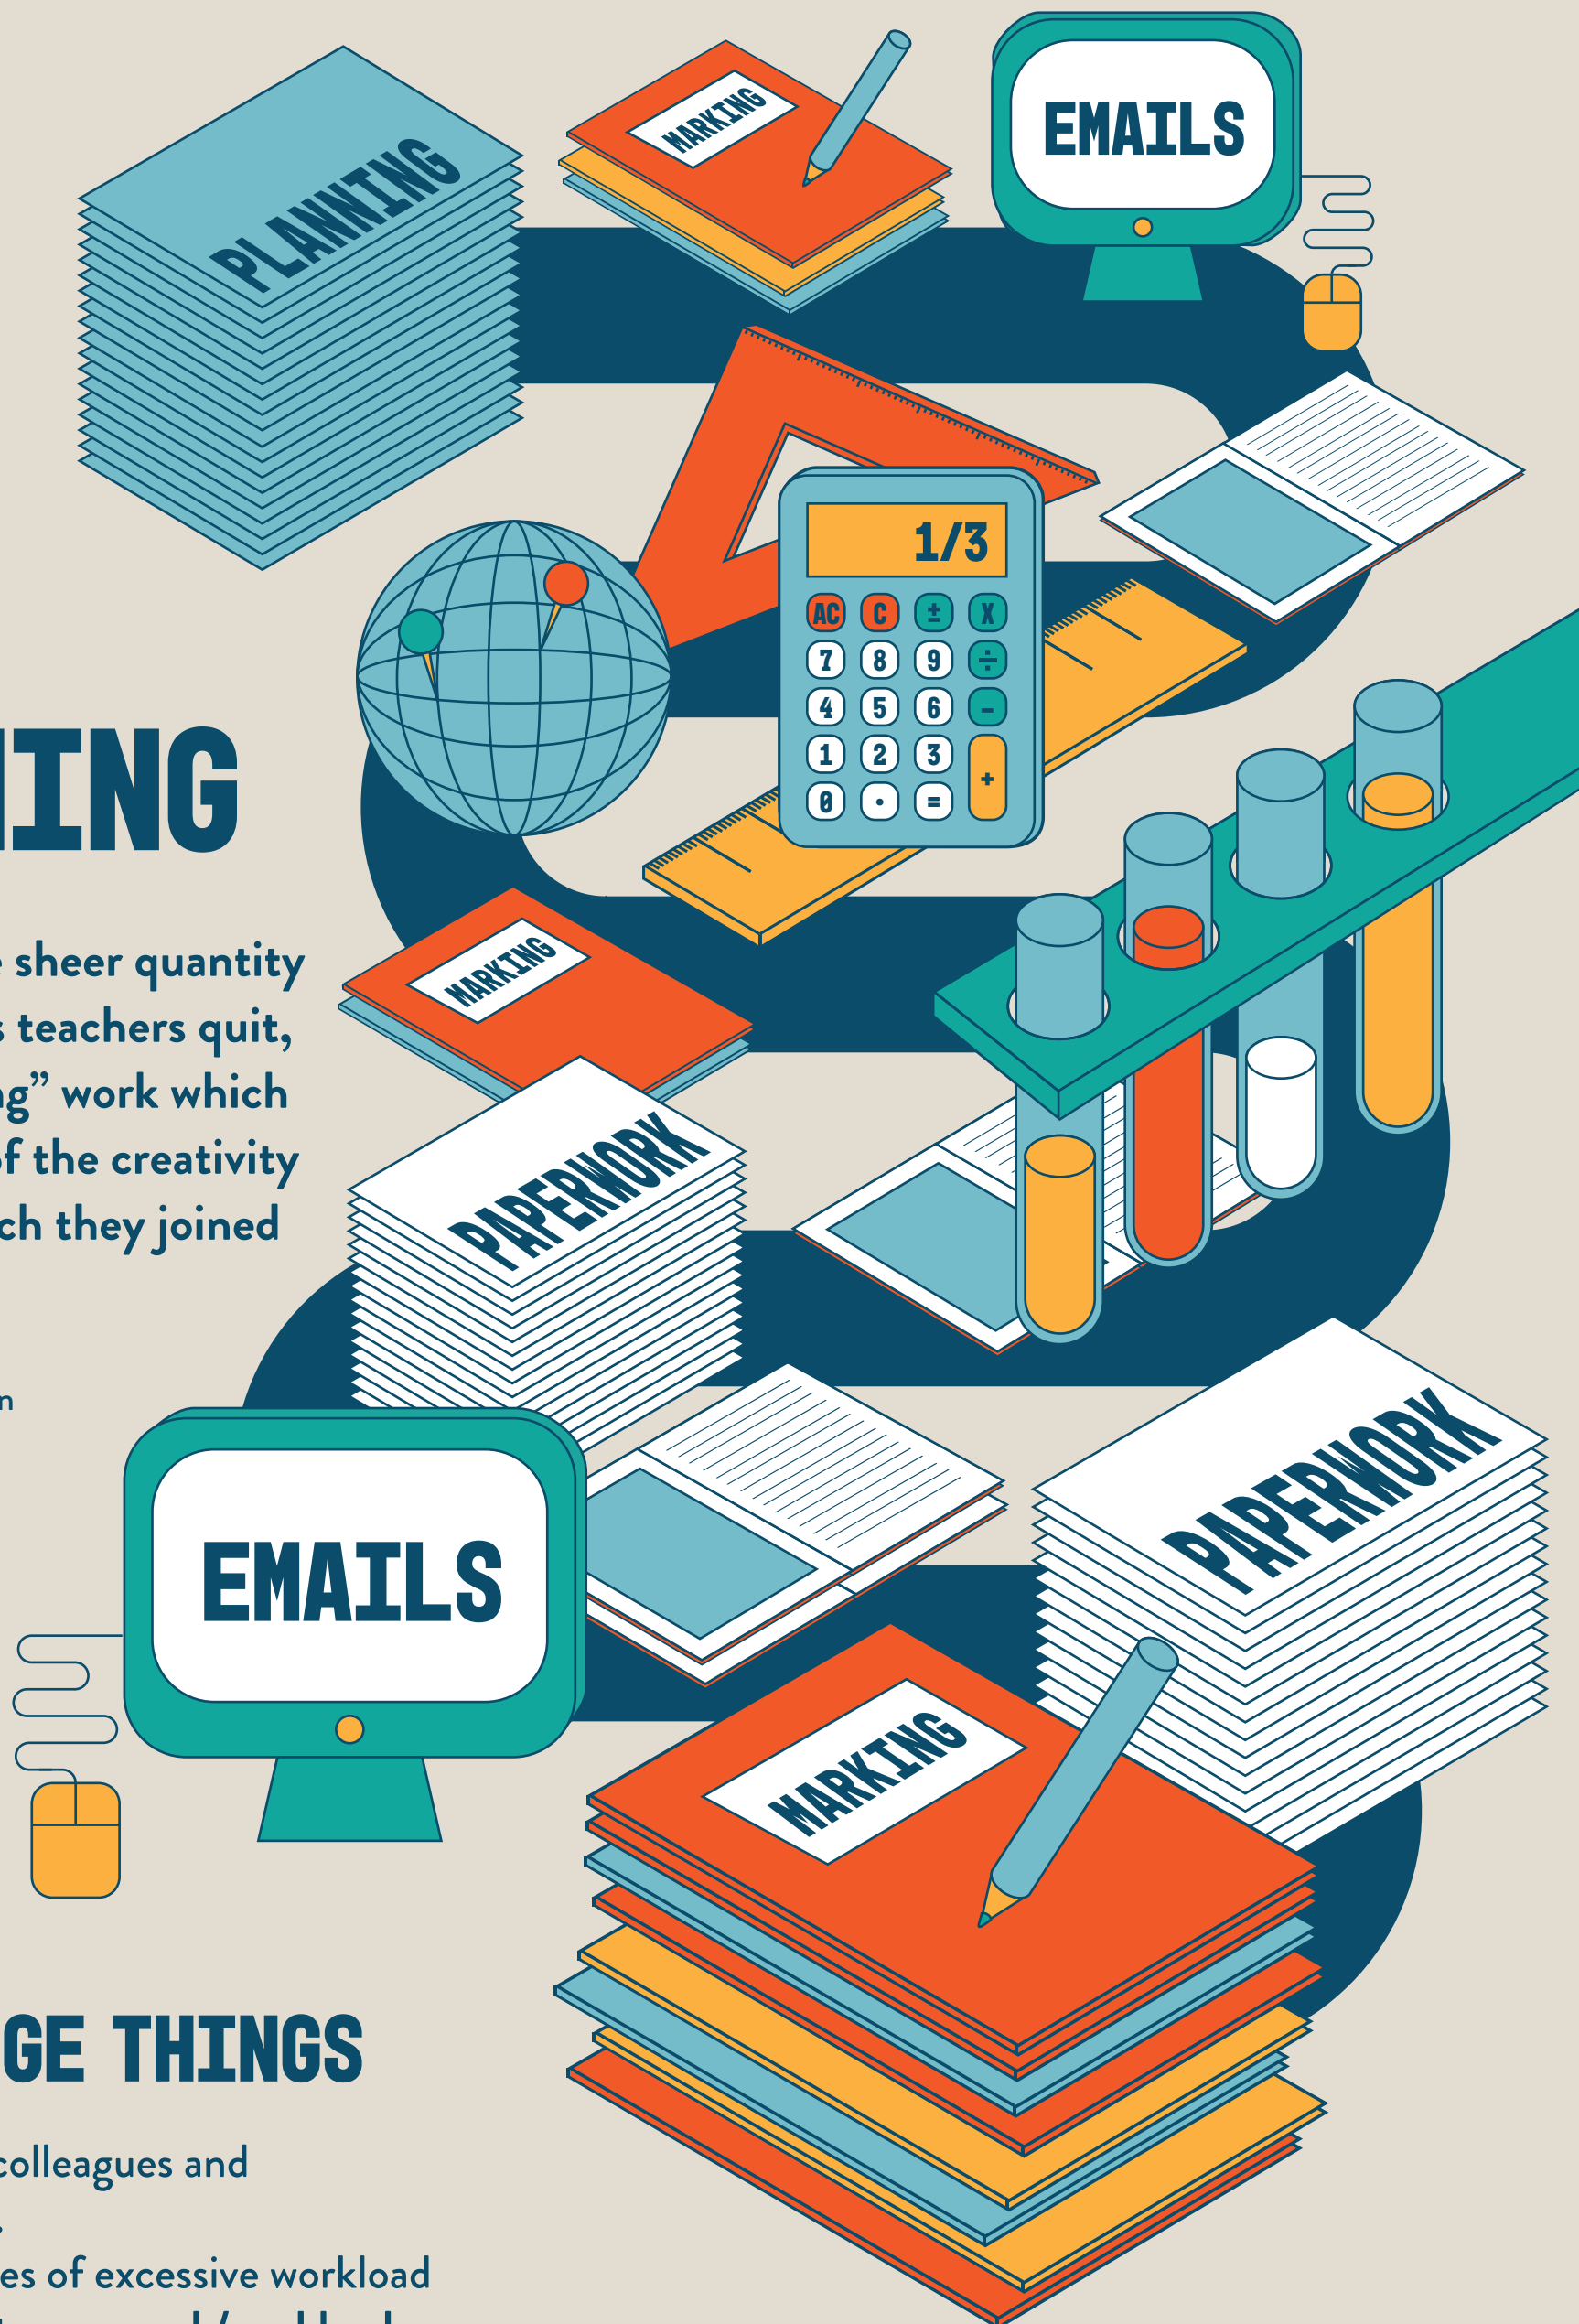 PLANNING
MARKING
EMAILS
1/3
AC C ± X
7 8 9 ÷
4 5 6 -
1 2 3 +
0 . =
ING
sheer quantity
teachers quit,
g” work which
of the creativity
ch they joined
n
MARKING
PAPERWORK
EMAILS
PAPERWORK
MARKING
GE THINGS
colleagues and
.
es of excessive workload